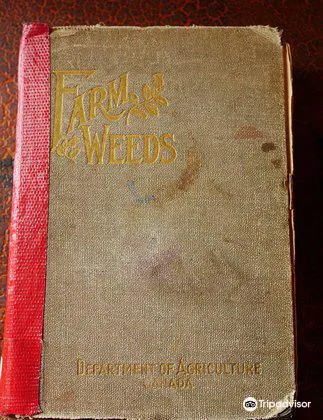 FARM
WEEDS
DEPARTMENT OF AGRICULTURE
CANADA
Tripadvisor